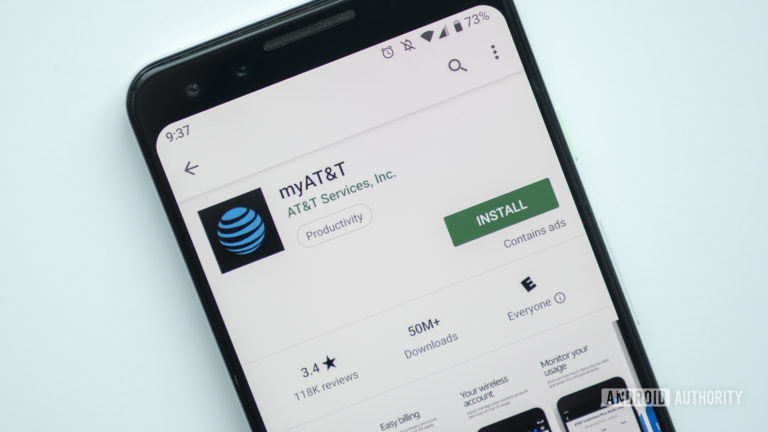 9:37
73%
myAT&T
AT&T Services, Inc.
Productivity
INSTALL
Contains ads
3.4★
118K reviews
50M+
Downloads
E
Everyone
Easy billing
Your wireless
account
Monitor your
usage
ANDROID AUTHORITY